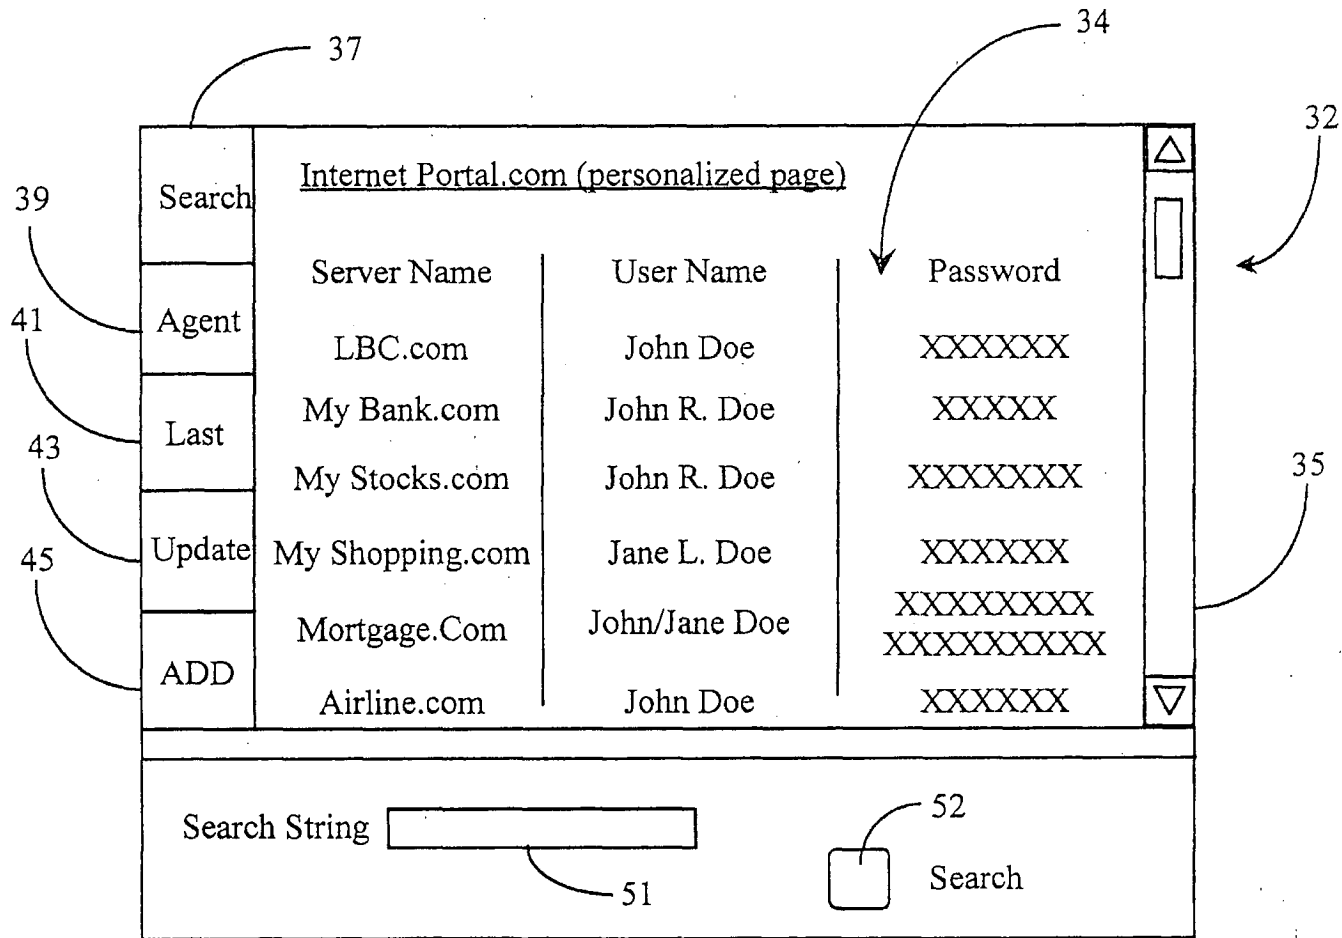 37
34
32
39
41
43
45
35
Search
Agent
Last
Update
ADD
Internet Portal.com (personalized page)
Server Name User Name Password
LBC.com John Doe XXXXXX
My Bank.com John R. Doe XXXXX
My Stocks.com John R. Doe XXXXXXX
My Shopping.com Jane L. Doe XXXXXX
Mortgage.Com John/Jane Doe XXXXXXXX
XXXXXXXXX
Airline.com John Doe XXXXXX
Search String
51
52
Search